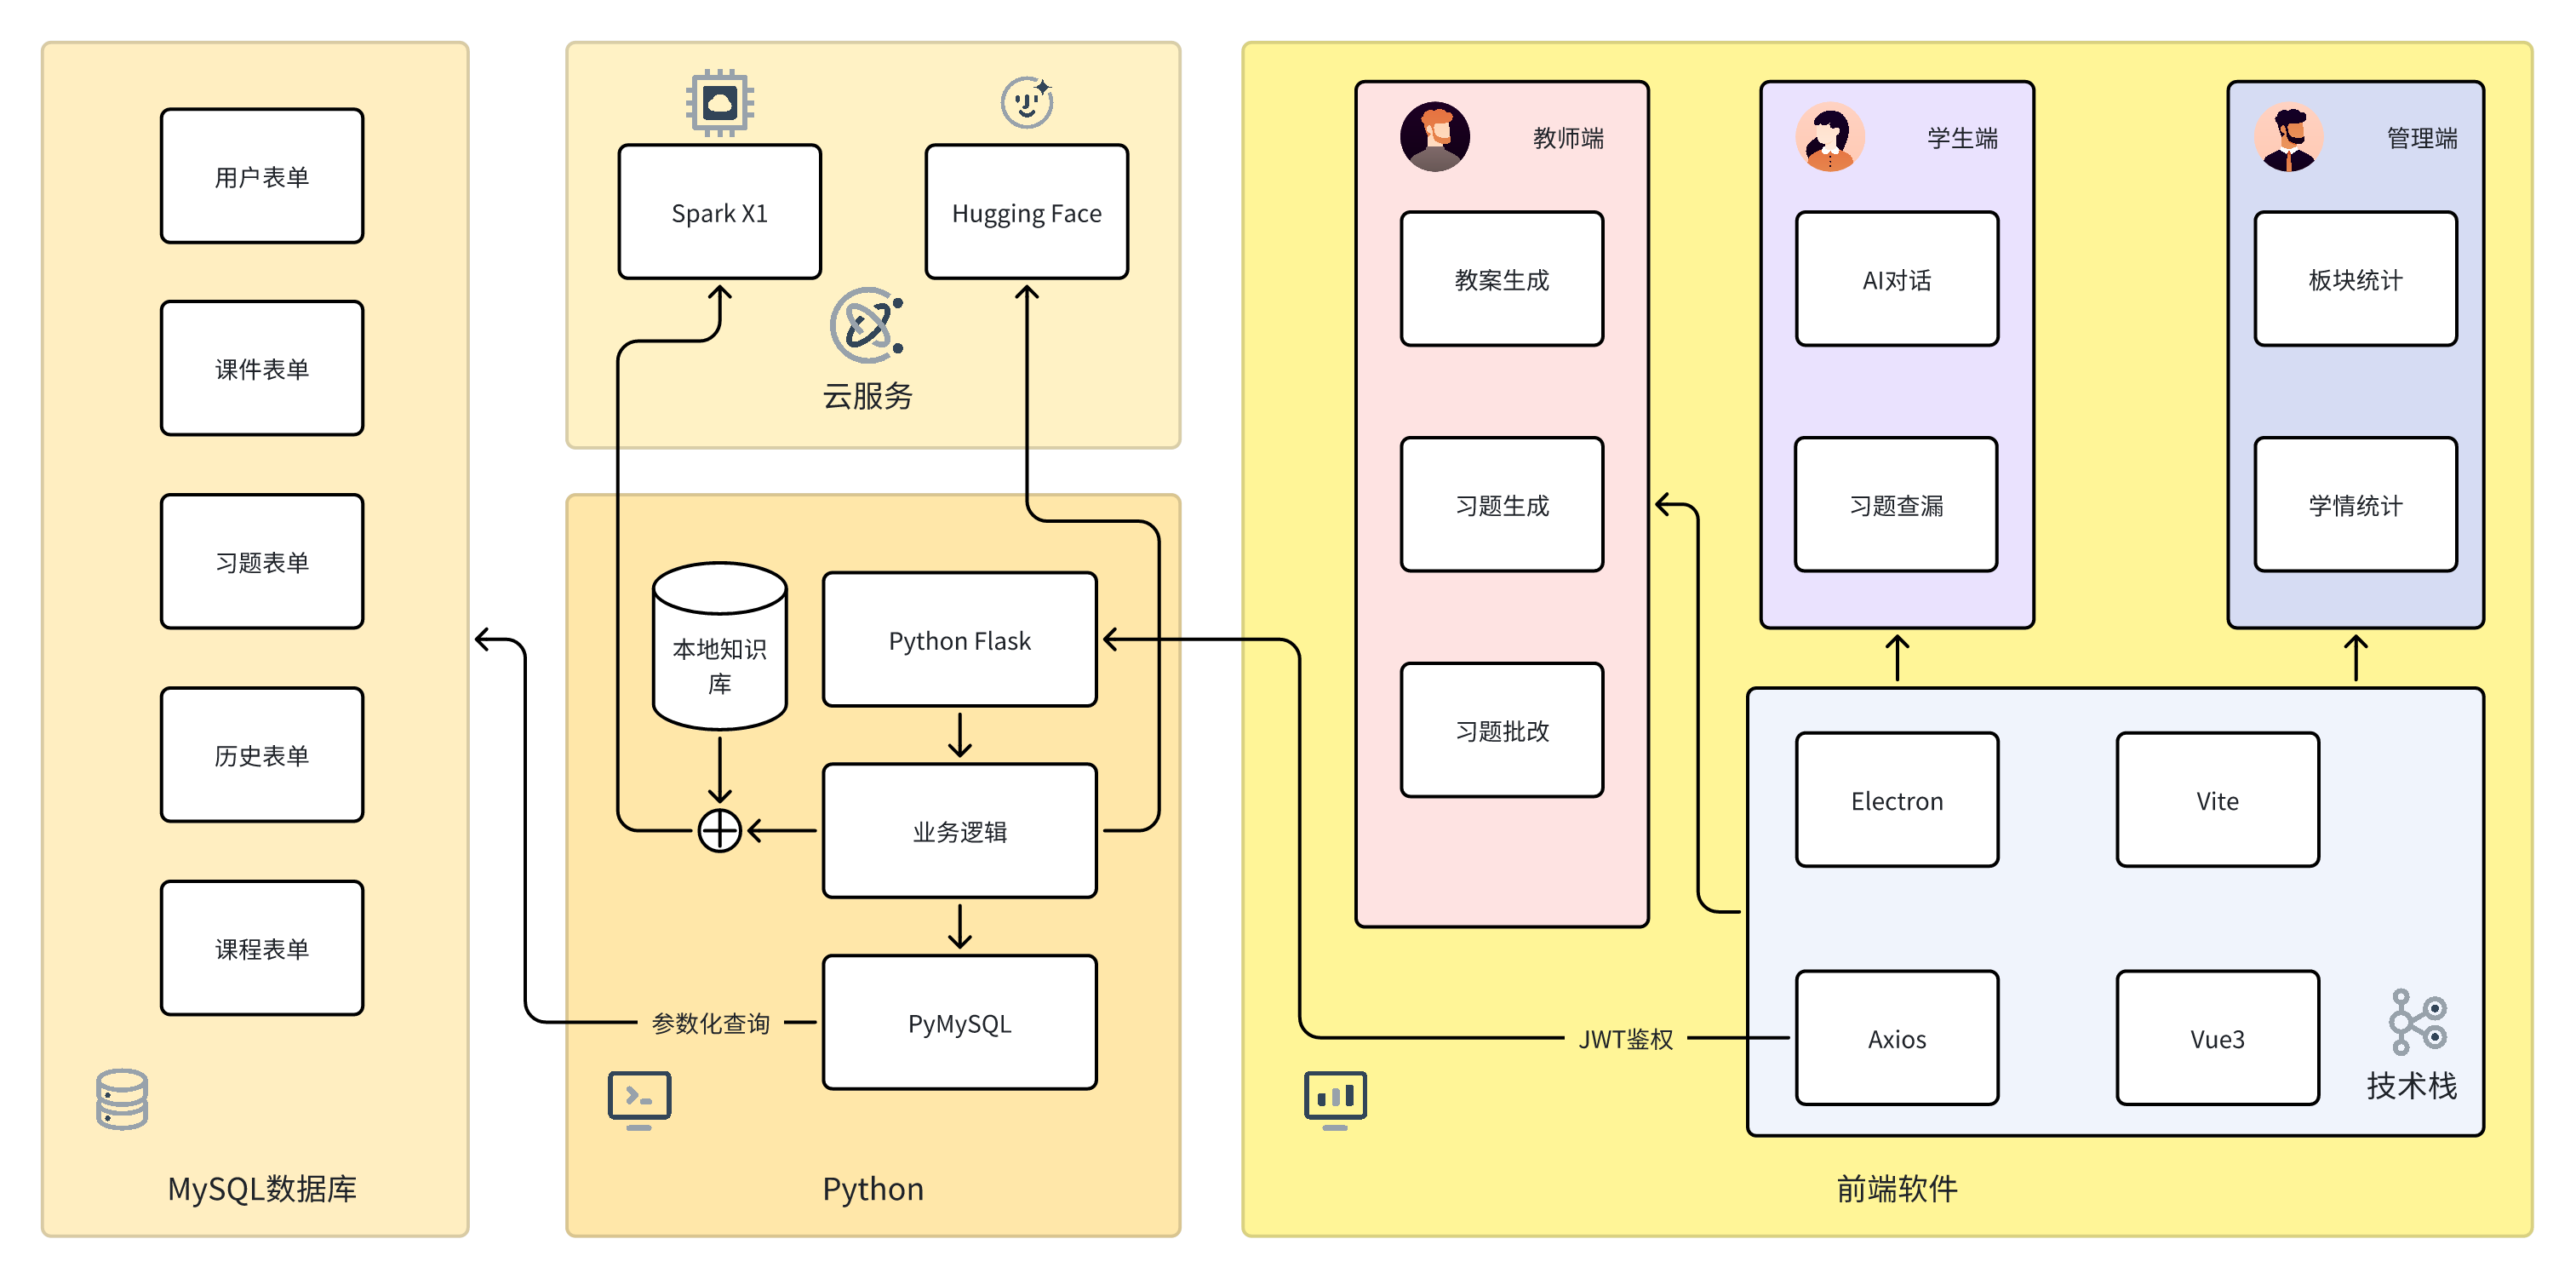 用户表单
课件表单
习题表单
历史表单
课程表单
MySQL数据库
Spark X1
Hugging Face
云服务
本地知识
库
Python Flask
业务逻辑
参数化查询
PyMySQL
Python
教师端
教案生成
习题生成
习题批改
学生端
AI对话
习题查漏
管理端
板块统计
学情统计
Electron
Vite
JWT鉴权
Axios
Vue3
技术栈
前端软件